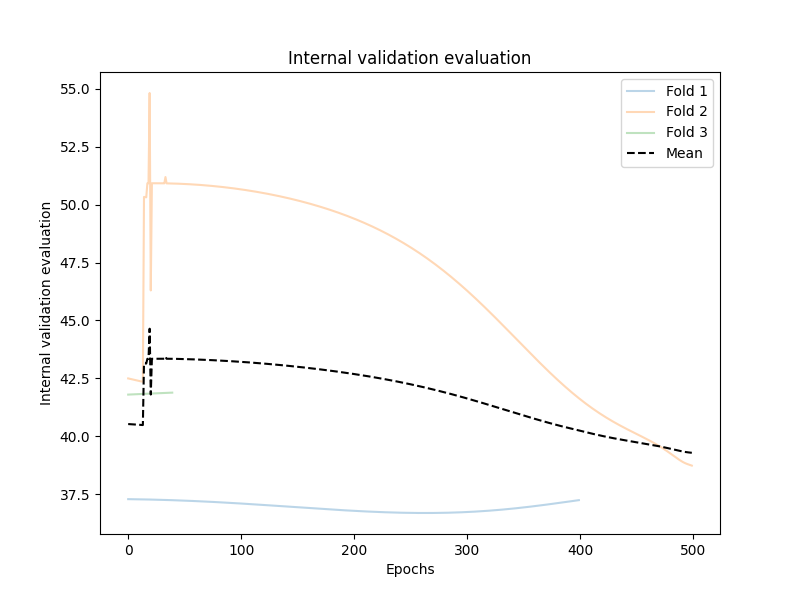 Internal validation evaluation
Fold 1
Fold 2
Fold 3
Mean
Internal validation evaluation
55.0
52.5
50.0
47.5
45.0
42.5
40.0
37.5
0 100 200 300 400 500
Epochs